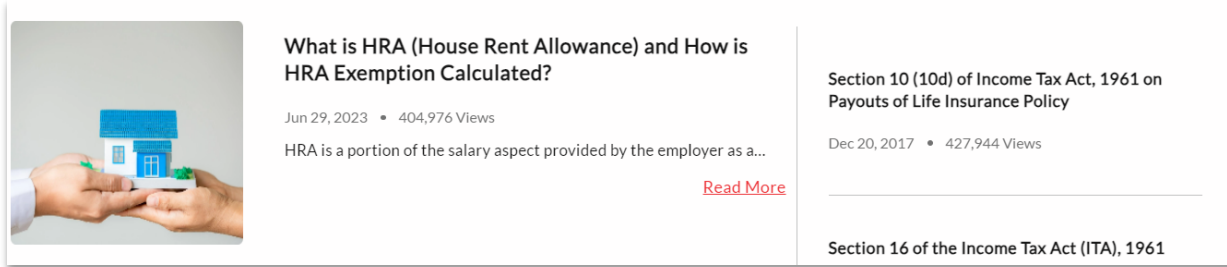 What is HRA (House Rent Allowance) and How is
HRA Exemption Calculated?
Jun 29, 2023 • 404,976 Views
HRA is a portion of the salary aspect provided by the employer as a...
Read More
Section 10 (10d) of Income Tax Act, 1961 on
Payouts of Life Insurance Policy
Dec 20, 2017 • 427,944 Views
Section 16 of the Income Tax Act (ITA), 1961